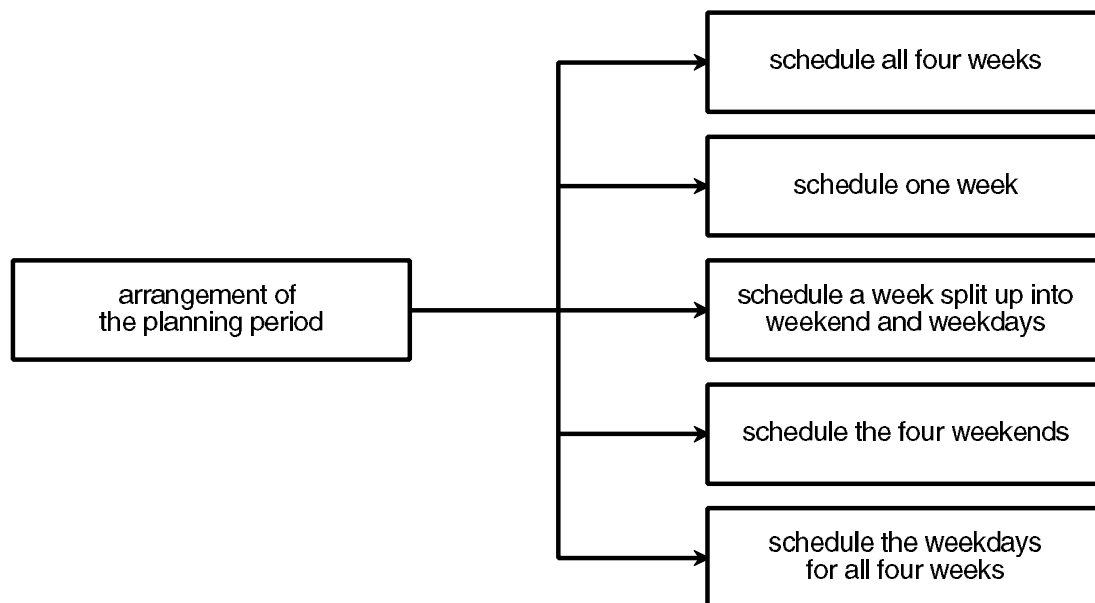 schedule all four weeks
schedule one week
arrangement of
the planning period
schedule a week split up into
weekend and weekdays
schedule the four weekends
schedule the weekdays
for all four weeks